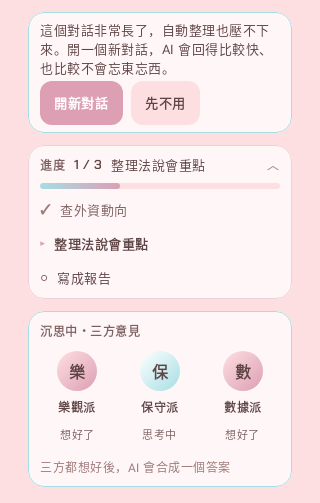 這個對話非常長了，自動整理也壓不下
來。開一個新對話，AI 會回得比較快、
也比較不會忘東忘西。
開新對話 先不用
進度 1 / 3 整理法說會重點
查外資動向
整理法說會重點
寫成報告
沉思中・三方意見
樂 保 數
樂觀派 保守派 數據派
想好了 思考中 想好了
三方都想好後，AI 會合成一個答案